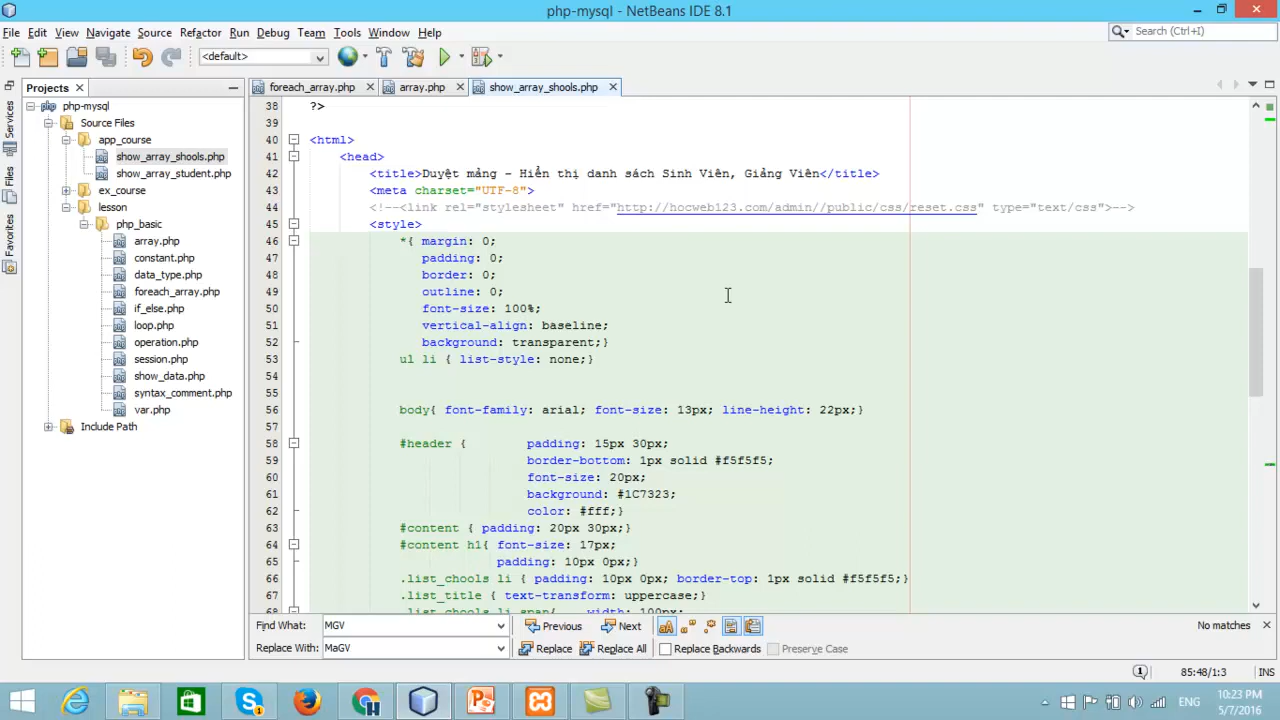 php-mysql - NetBeans IDE 8.1
File Edit View Navigate Source Refactor Run Debug Team Tools Window Help
Search (Ctrl+I)
<default>
Projects
foreach_array.php
array.php
show_array_shools.php
Services
Files
Favorites
php-mysql
Source Files
app_course
show_array_shools.php
show_array_student.php
ex_course
lesson
php_basic
array.php
constant.php
data_type.php
foreach_array.php
if_else.php
loop.php
operation.php
session.php
show_data.php
syntax_comment.php
var.php
Include Path
38 ?>
39
40 <html>
41 <head>
42 <title>Duyệt mảng - Hiển thị danh sách Sinh Viên, Giảng Viên</title>
43 <meta charset="UTF-8">
44 <!--<link rel="stylesheet" href="http://hocweb123.com/admin//public/css/reset.css" type="text/css">-->
45 <style>
46 *{ margin: 0;
47 padding: 0;
48 border: 0;
49 outline: 0;
50 font-size: 100%;
51 vertical-align: baseline;
52 background: transparent;}
53 ul li { list-style: none;}
54
55
56 body{ font-family: arial; font-size: 13px; line-height: 22px;}
57
58 #header { padding: 15px 30px;
59 border-bottom: 1px solid #f5f5f5;
60 font-size: 20px;
61 background: #1C7323;
62 color: #fff;}
63 #content { padding: 20px 30px;}
64 #content h1{ font-size: 17px;
65 padding: 10px 0px;}
66 .list_chools li { padding: 10px 0px; border-top: 1px solid #f5f5f5;}
67 .list_title { text-transform: uppercase;}
68 .list_chools li span{ width: 100px;
Find What: MGV Previous Next No matches
Replace With: MaGV Replace Replace All Replace Backwards Preserve Case
85:48/1:3 INS
ENG
10:23 PM
5/7/2016